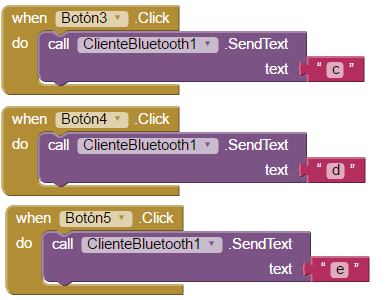 when Botón3 .Click
do call ClienteBluetooth1 .SendText
text “ c ”
when Botón4 .Click
do call ClienteBluetooth1 .SendText
text “ d ”
when Botón5 .Click
do call ClienteBluetooth1 .SendText
text “ e ”